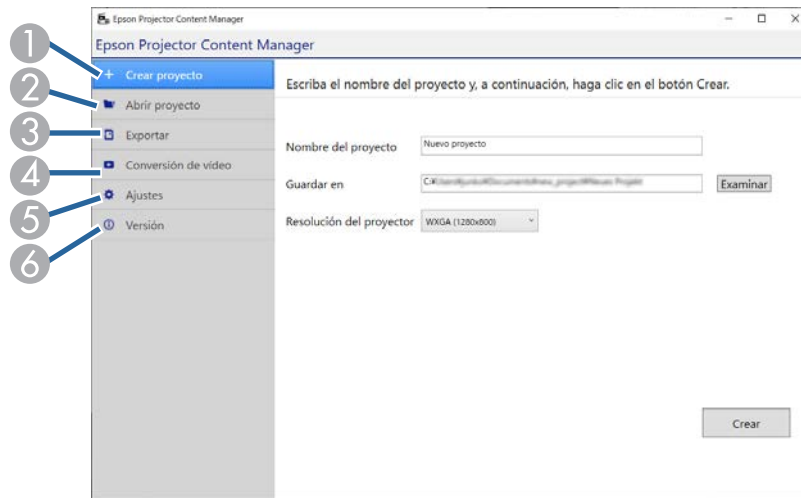 Epson Projector Content Manager
Epson Projector Content Manager
1 Crear proyecto
2 Abrir proyecto
3 Exportar
4 Conversión de vídeo
5 Ajustes
6 Versión
Escriba el nombre del proyecto y, a continuación, haga clic en el botón Crear.
Nombre del proyecto Nuevo proyecto
Guardar en Examinar
Resolución del proyector WXGA (1280x800)
Crear